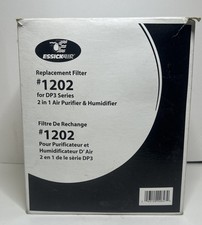 ESSICKAIR
Replacement Filter
#1202
for DP3 Series
2 in 1 Air Purifier & Humidifier
Filtre De Rechange
#1202
Pour Purificateur et
Humidificateur D'Air
2 en 1 de le série DP3